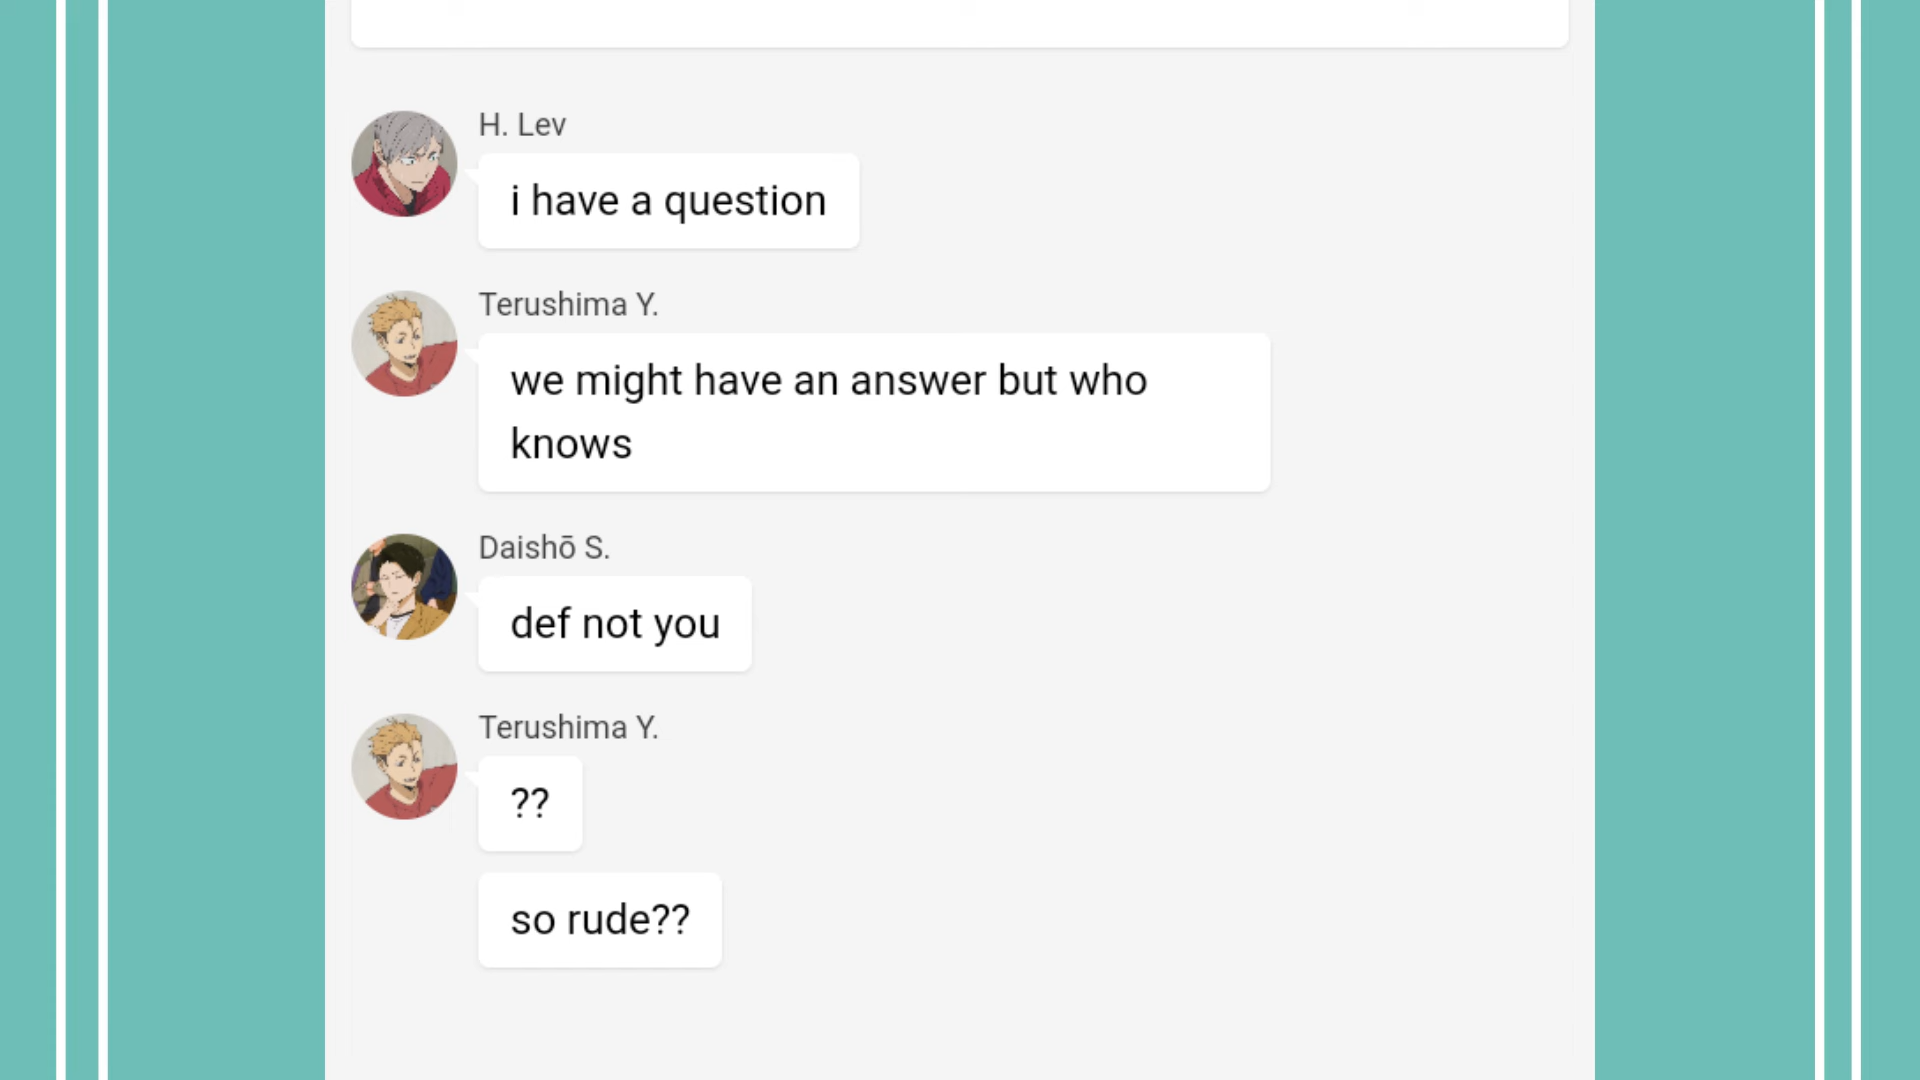 H. Lev
i have a question
Terushima Y.
we might have an answer but who
knows
Daishō S.
def not you
Terushima Y.
??
so rude??